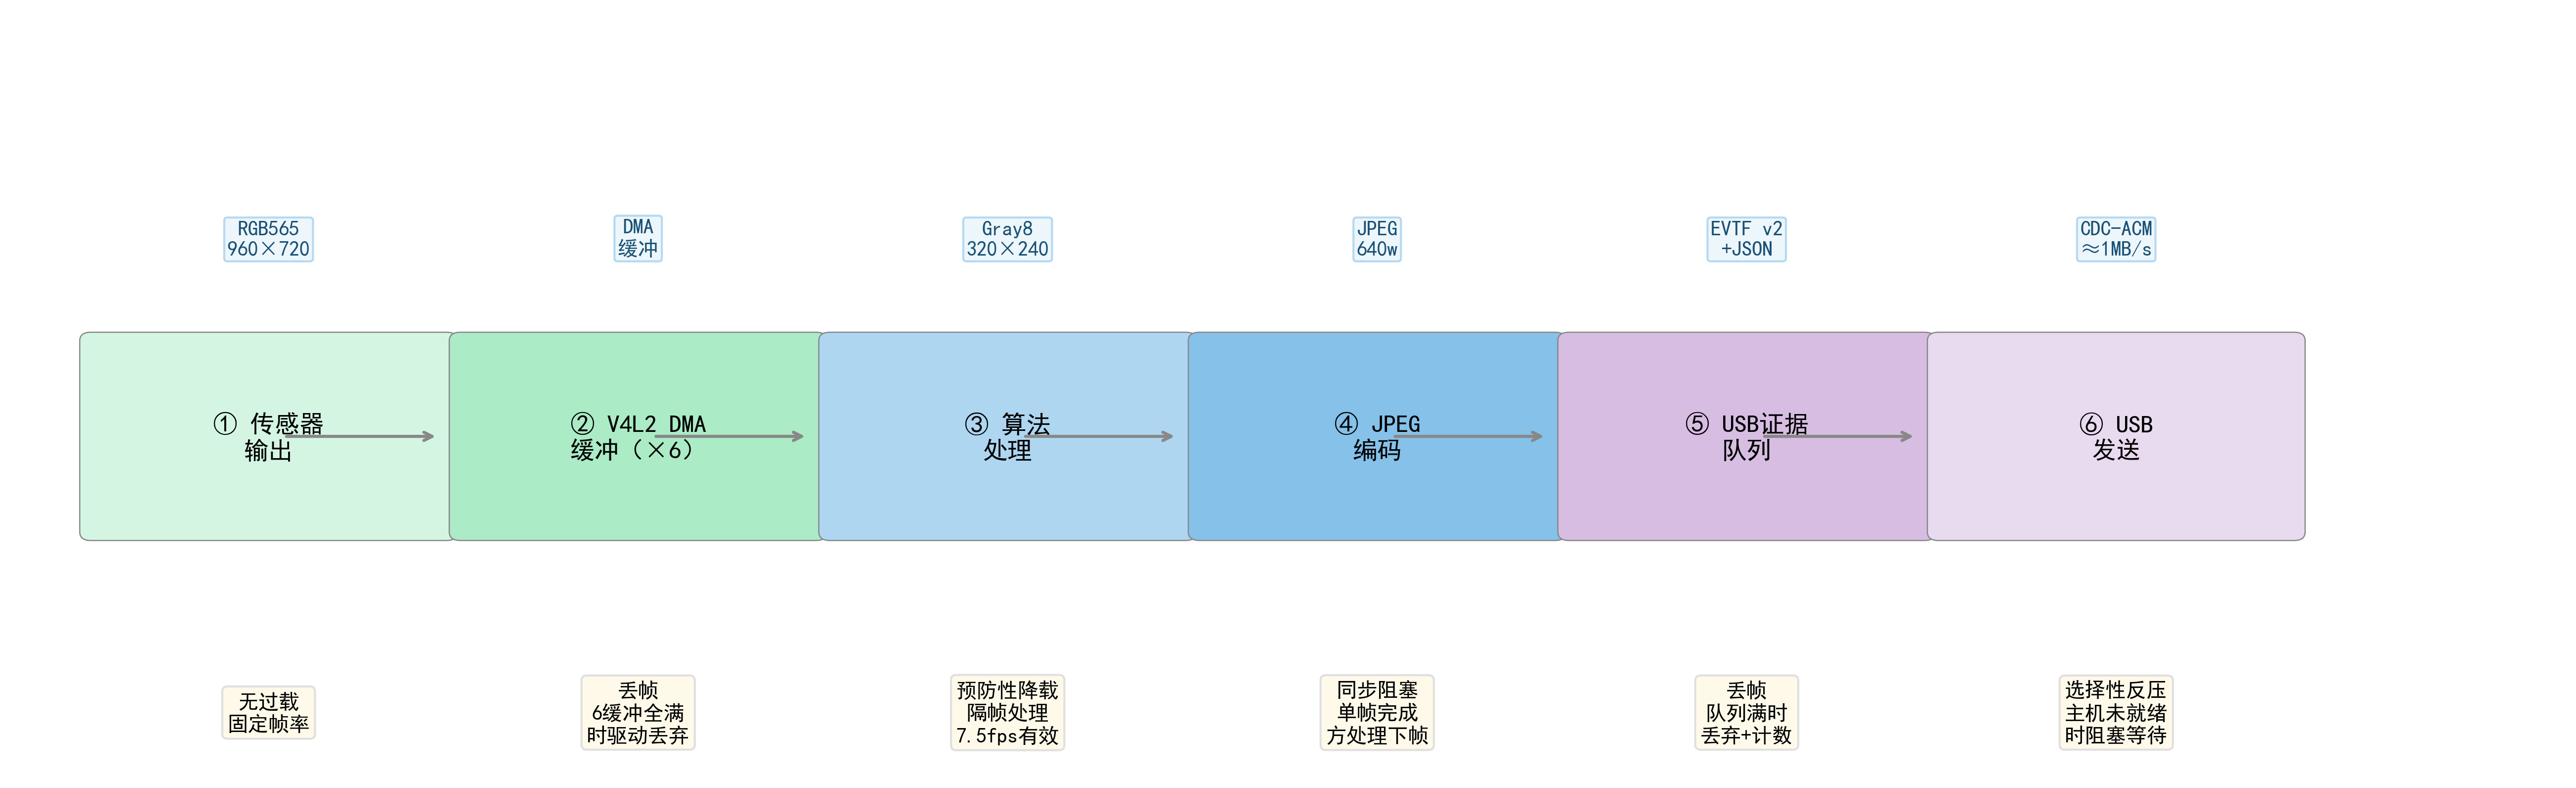 RGB565
960×720
DMA
缓冲
Gray8
320×240
JPEG
640w
EVTF v2
+JSON
CDC-ACM
≈1MB/s
① 传感器
输出
② V4L2 DMA
缓冲（×6）
③ 算法
处理
④ JPEG
编码
⑤ USB证据
队列
⑥ USB
发送
无过载
固定帧率
丢帧
6缓冲全满
时驱动丢弃
预防性降载
隔帧处理
7.5fps有效
同步阻塞
单帧完成
方处理下帧
丢帧
队列满时
丢弃+计数
选择性反压
主机未就绪
时阻塞等待